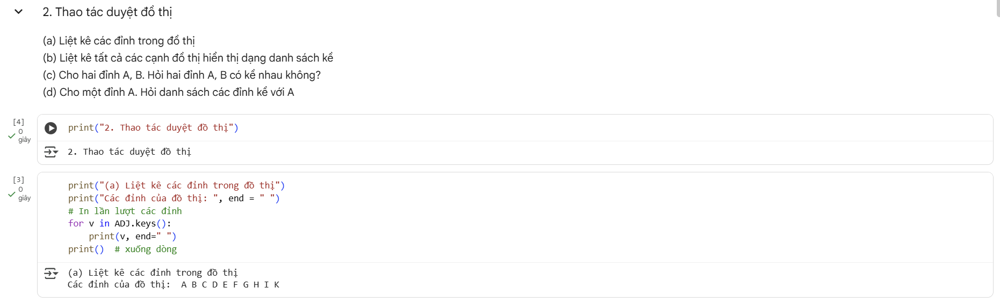 2. Thao tác duyệt đồ thị
(a) Liệt kê các đỉnh trong đồ thị
(b) Liệt kê tất cả các cạnh đồ thị hiển thị dạng danh sách kề
(c) Cho hai đỉnh A, B. Hỏi hai đỉnh A, B có kề nhau không?
(d) Cho một đỉnh A. Hỏi danh sách các đỉnh kề với A
[4]
0
giây
print("2. Thao tác duyệt đồ thị")
2. Thao tác duyệt đồ thị
[3]
0
giây
print("(a) Liệt kê các đỉnh trong đồ thị")
print("Các đỉnh của đồ thị: ", end = " ")
# In lần lượt các đỉnh
for v in ADJ.keys():
    print(v, end=" ")
print()  # xuống dòng
(a) Liệt kê các đỉnh trong đồ thị
Các đỉnh của đồ thị:  A B C D E F G H I K